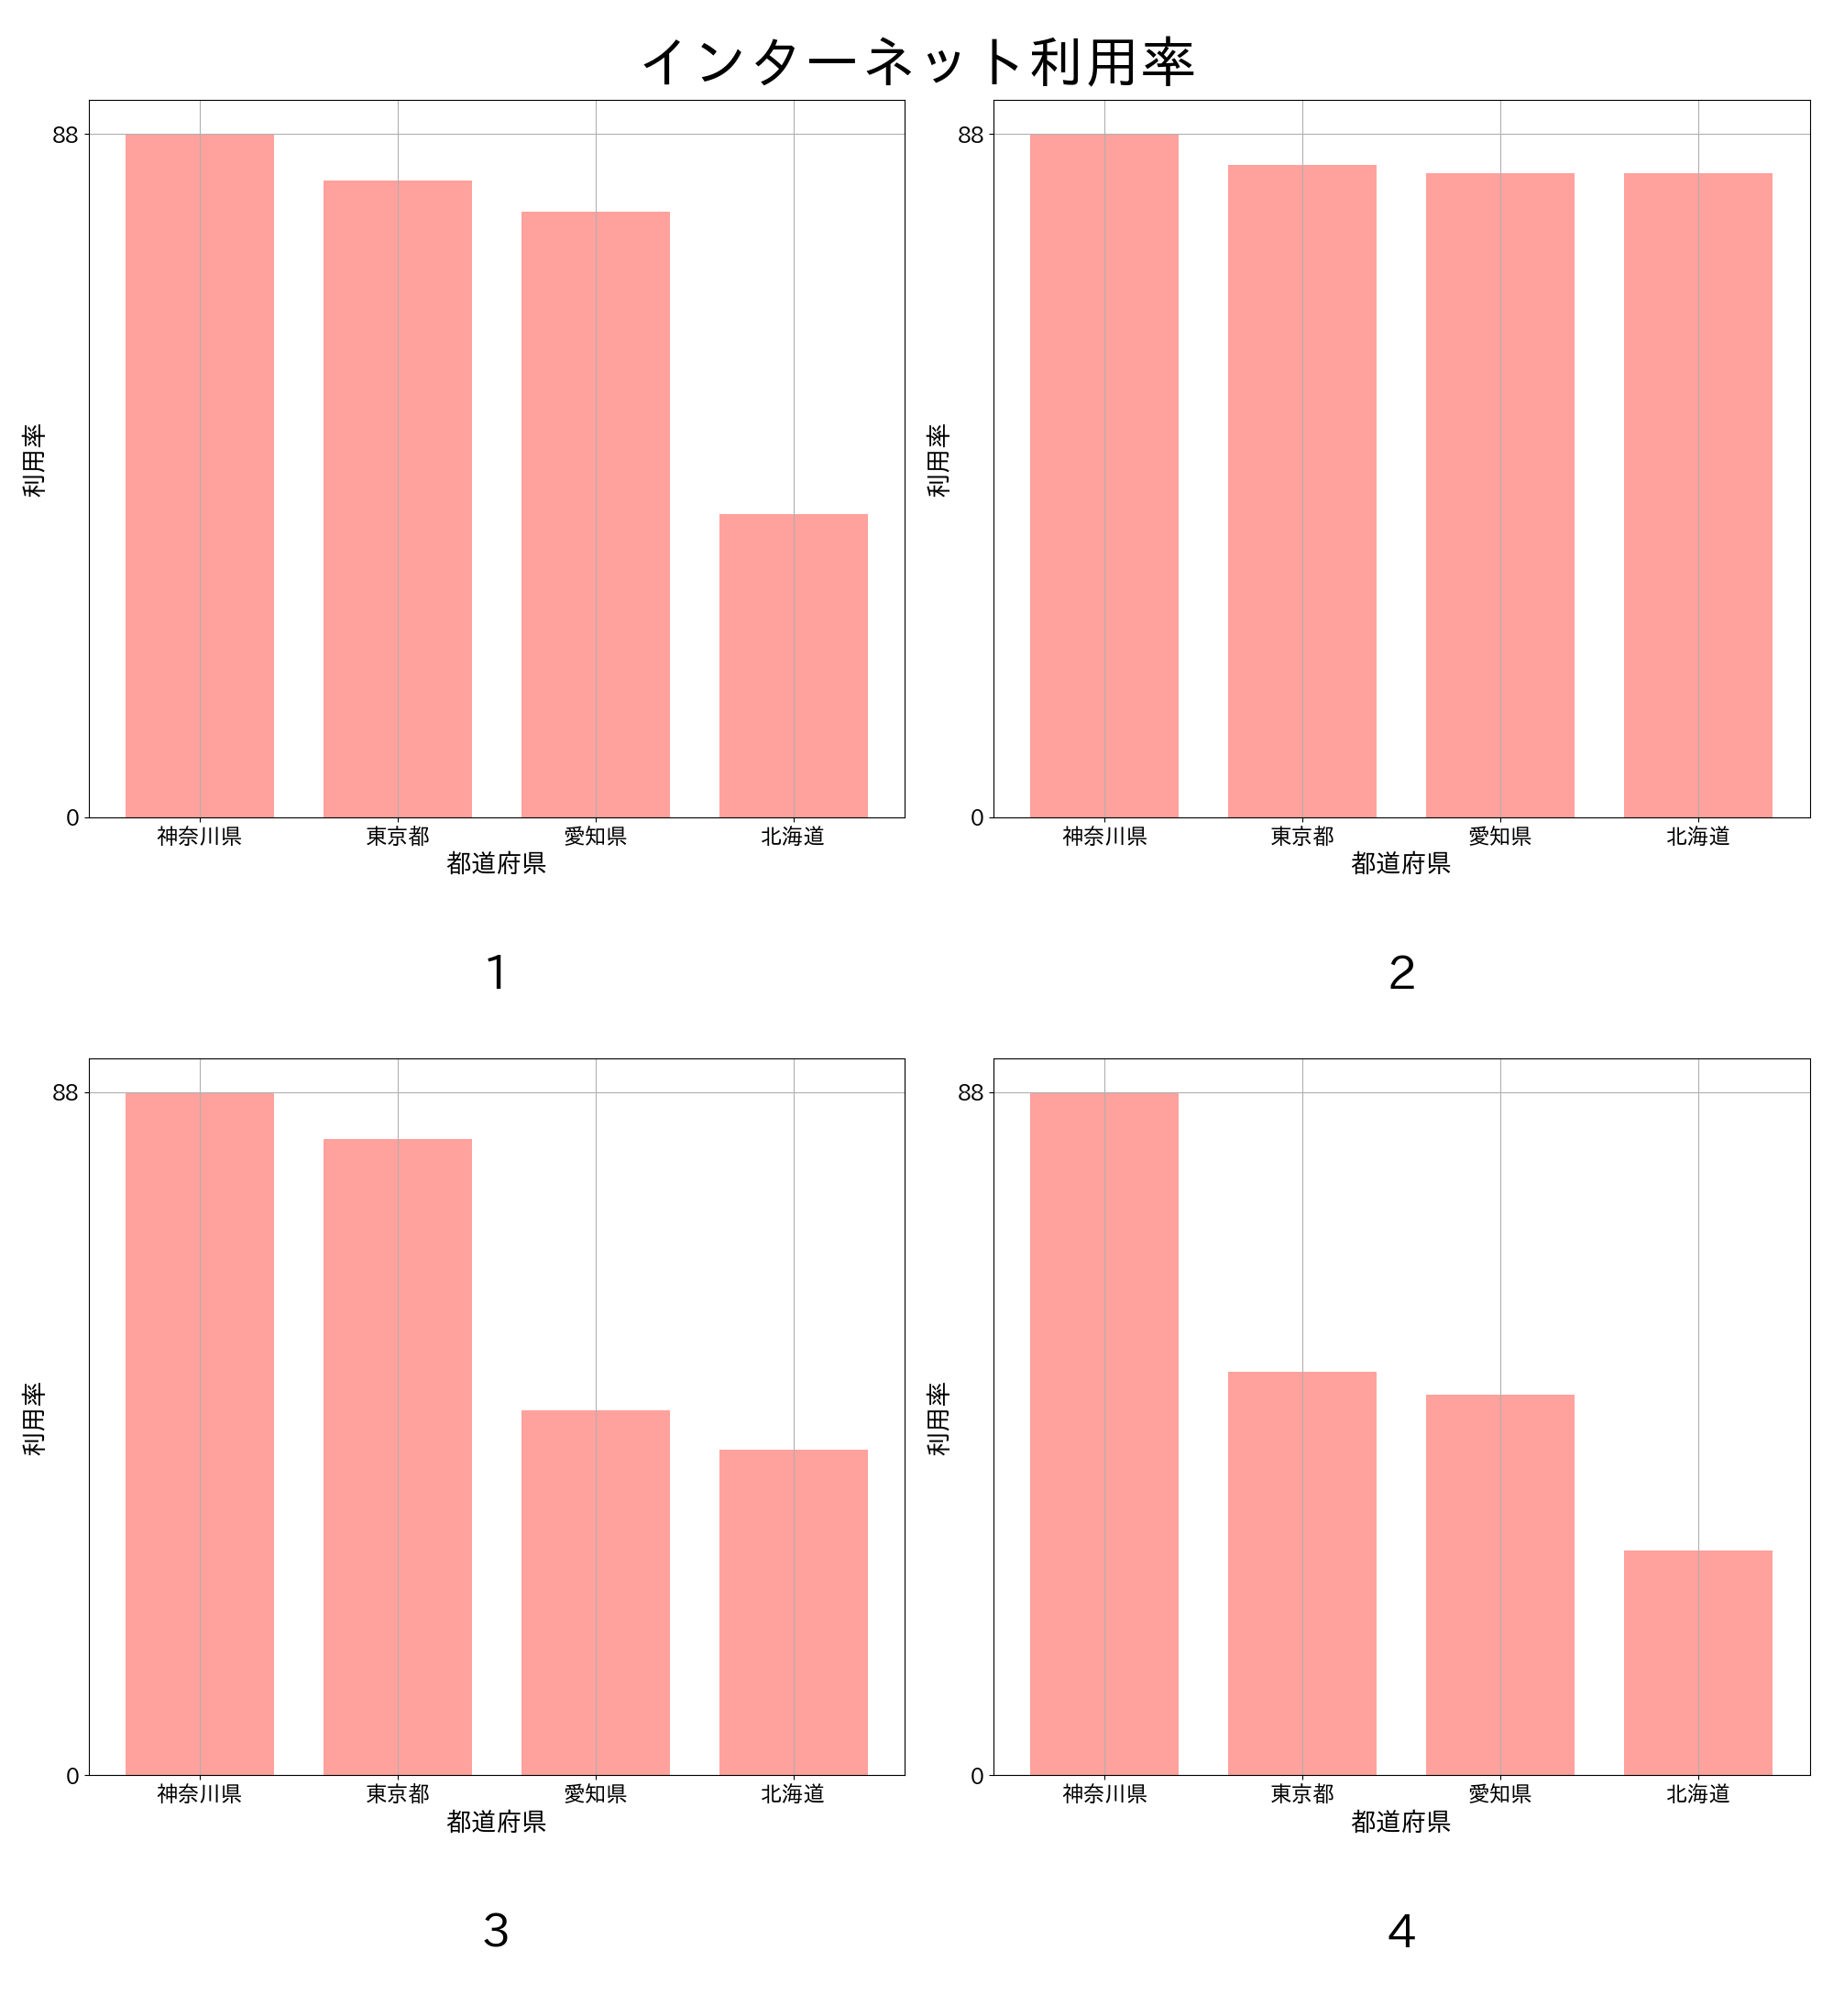 インターネット利用率
88
0
利用率
神奈川県 東京都 愛知県 北海道
都道府県
1
88
0
利用率
神奈川県 東京都 愛知県 北海道
都道府県
2
88
0
利用率
神奈川県 東京都 愛知県 北海道
都道府県
3
88
0
利用率
神奈川県 東京都 愛知県 北海道
都道府県
4